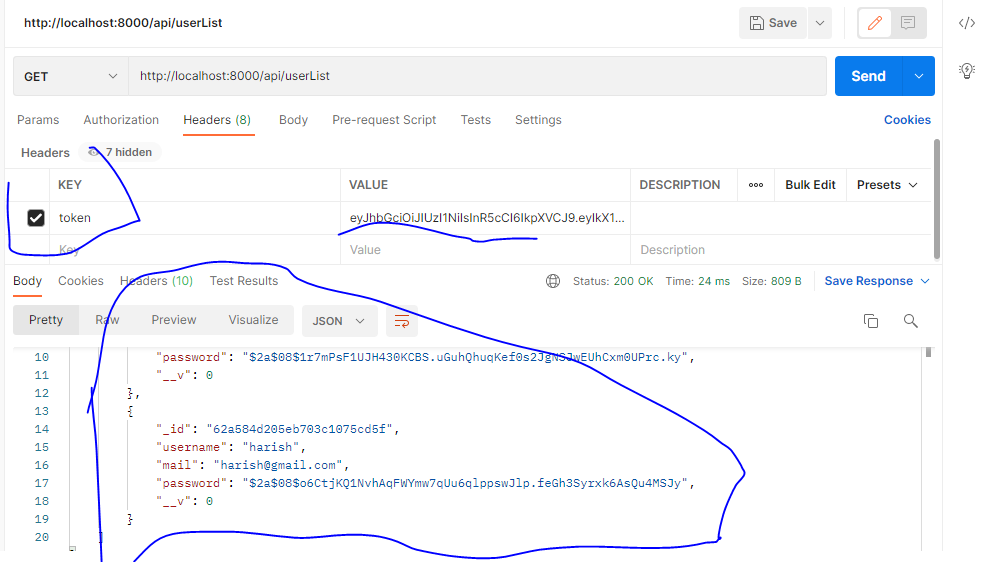 http://localhost:8000/api/userList Save
GET http://localhost:8000/api/userList Send
Params Authorization Headers (8) Body Pre-request Script Tests Settings Cookies
Headers 7 hidden
KEY VALUE DESCRIPTION ooo Bulk Edit Presets
token eyJhbGciOiJIUzI1NiIsInR5cCI6IkpXVCJ9.eyIkX1...
Key Value Description
Body Cookies Headers (10) Test Results Status: 200 OK Time: 24 ms Size: 809 B Save Response
Pretty Raw Preview Visualize JSON
10 "password": "$2a$08$1r7mPsF1UJH430KCBS.uGuhQhuqKef0s2JgNSJwEUhCxm0UPrc.ky",
11 "__v": 0
12 },
13 {
14 "_id": "62a584d205eb703c1075cd5f",
15 "username": "harish",
16 "mail": "harish@gmail.com",
17 "password": "$2a$08$o6CtjKQ1NvhAqFWYmw7qUu6qlppswJlp.feGh3Syrxk6AsQu4MSJy",
18 "__v": 0
19 }
20 ]